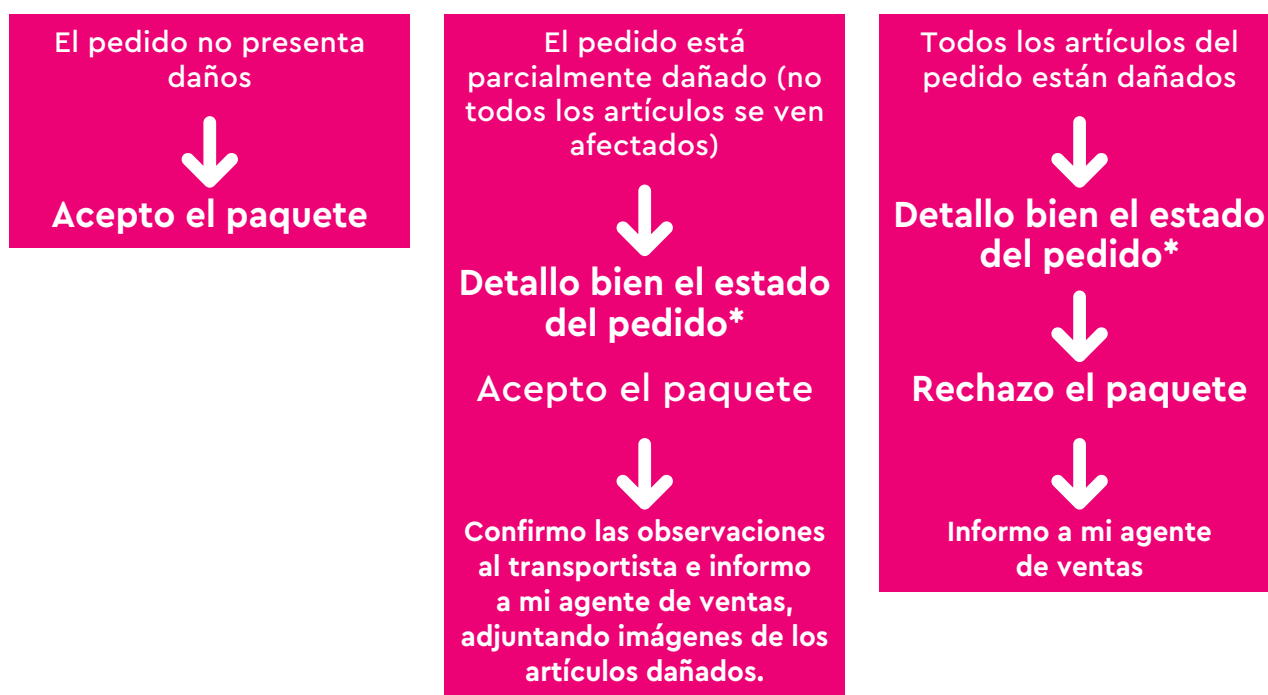 El pedido no presenta
daños
Acepto el paquete
El pedido está
parcialmente dañado (no
todos los artículos se ven
afectados)
Detallo bien el estado
del pedido*
Acepto el paquete
Confirmo las observaciones
al transportista e informo
a mi agente de ventas,
adjuntando imágenes de los
artículos dañados.
Todos los artículos del
pedido están dañados
Detallo bien el estado
del pedido*
Rechazo el paquete
Informo a mi agente
de ventas